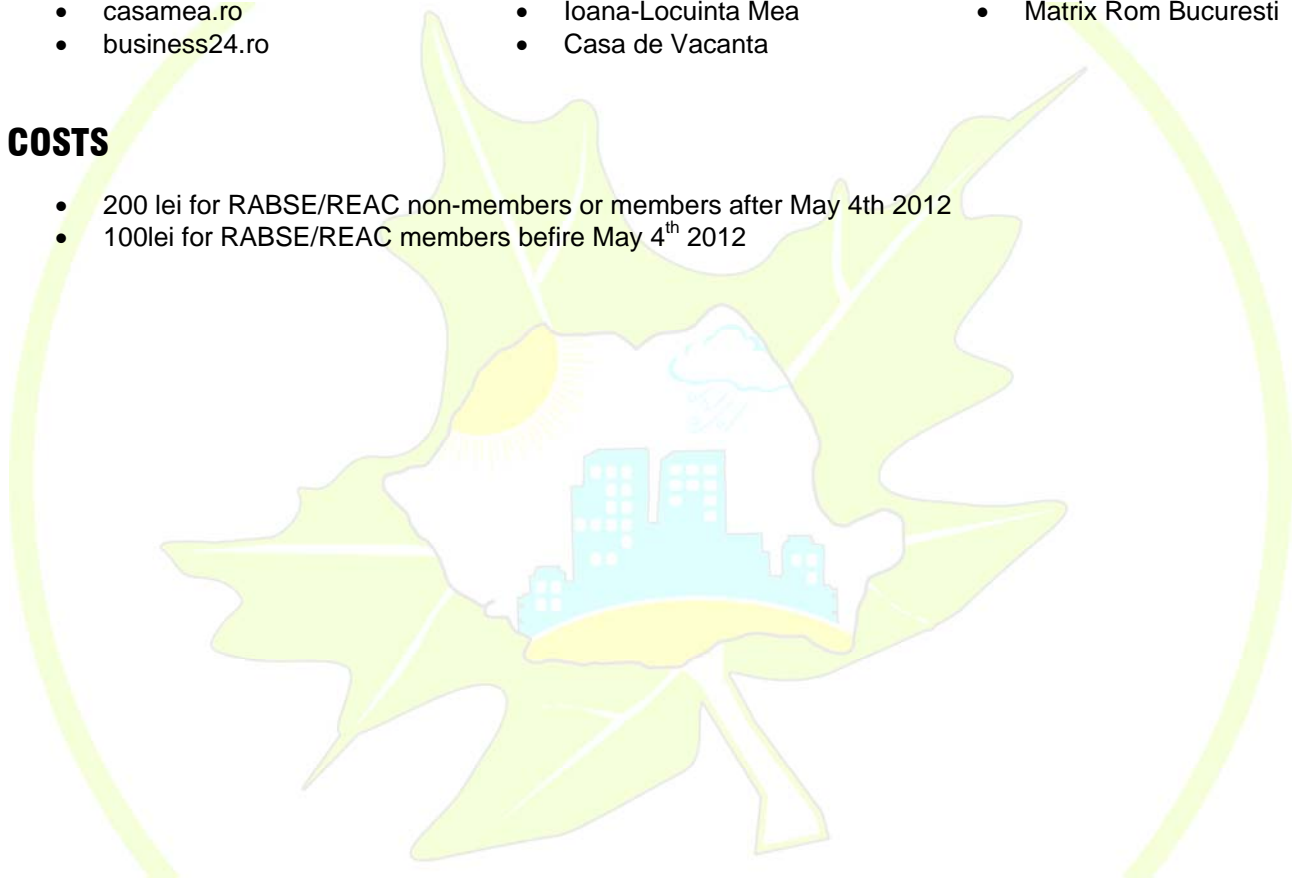 • casamea.ro
• business24.ro
• Ioana-Locuinta Mea
• Casa de Vacanta
• Matrix Rom Bucuresti
COSTS
• 200 lei for RABSE/REAC non-members or members after May 4th 2012
• 100lei for RABSE/REAC members befire May 4th 2012